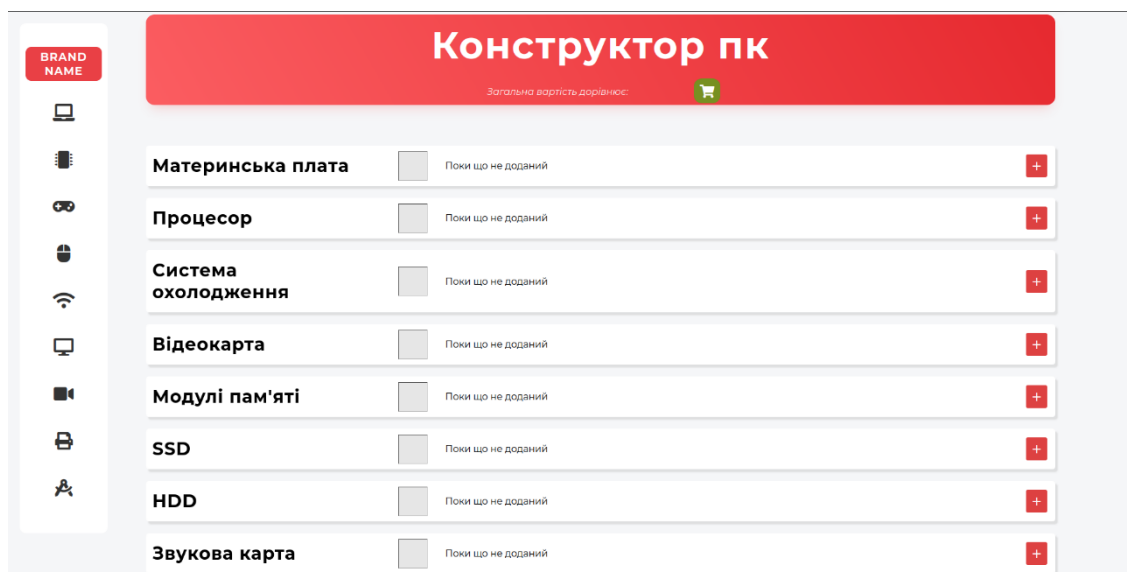 BRAND
NAME
Конструктор пк
Загальна вартість дорівнює:
Материнська плата
Поки що не доданий
Процесор
Поки що не доданий
Система
охолодження
Поки що не доданий
Відеокарта
Поки що не доданий
Модулі пам'яті
Поки що не доданий
SSD
Поки що не доданий
HDD
Поки що не доданий
Звукова карта
Поки що не доданий